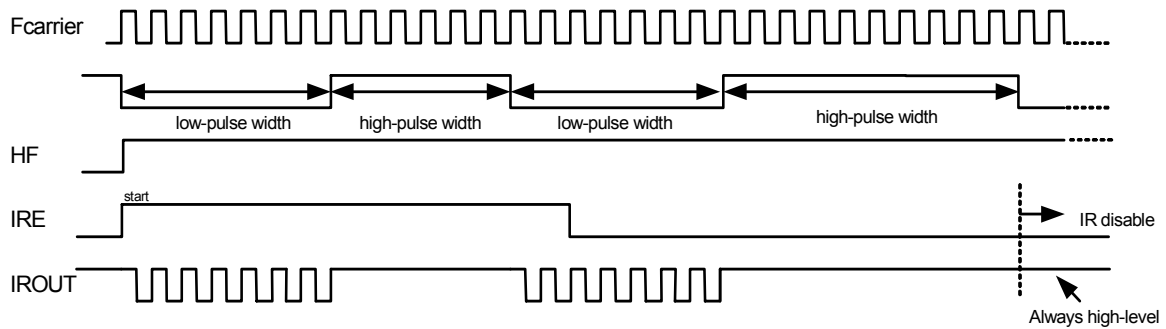 Fcarrier
low-pulse width
high-pulse width
low-pulse width
high-pulse width
HF
start
IRE
IR disable
IROUT
Always high-level